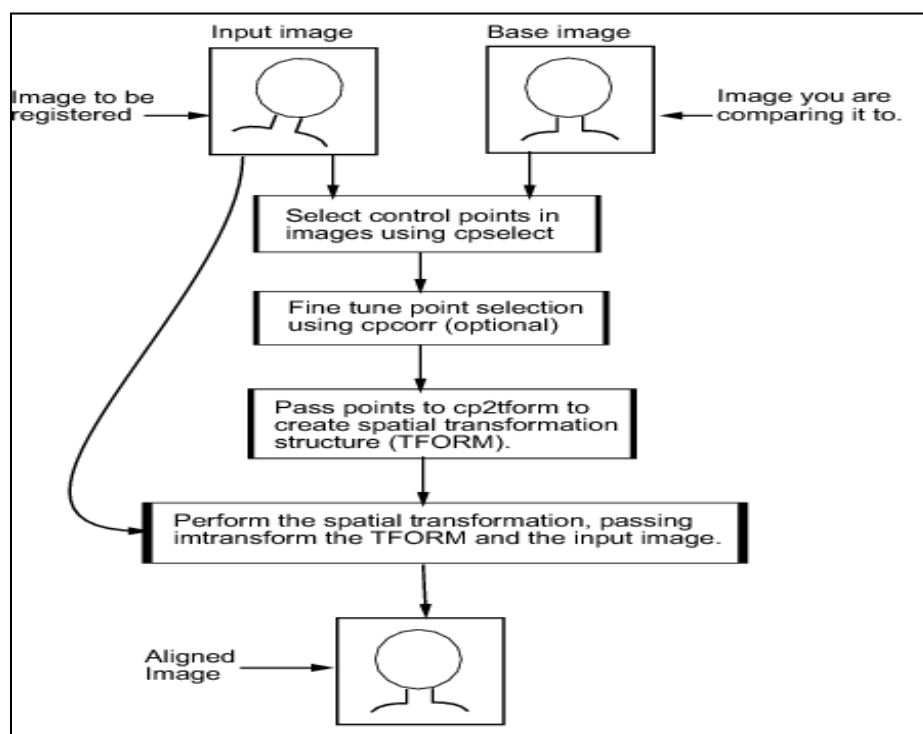 Input image
Base image
Image to be
registered
Image you are
comparing it to.
Select control points in
images using cpselect
Fine tune point selection
using cpcorr (optional)
Pass points to cp2tform to
create spatial transformation
structure (TFORM).
Perform the spatial transformation, passing
imtransform the TFORM and the input image.
Aligned
Image